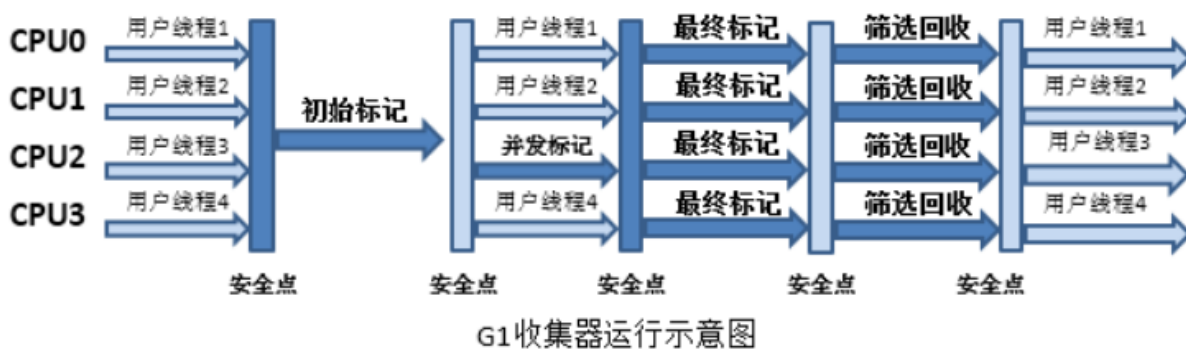 CPU0 用户线程1 用户线程1 最终标记 筛选回收 用户线程1
CPU1 用户线程2 用户线程2 最终标记 筛选回收 用户线程2
初始标记
CPU2 用户线程3 并发标记 最终标记 筛选回收 用户线程3
CPU3 用户线程4 用户线程4 最终标记 筛选回收 用户线程4
安全点 安全点 安全点 安全点 安全点
G1收集器运行示意图